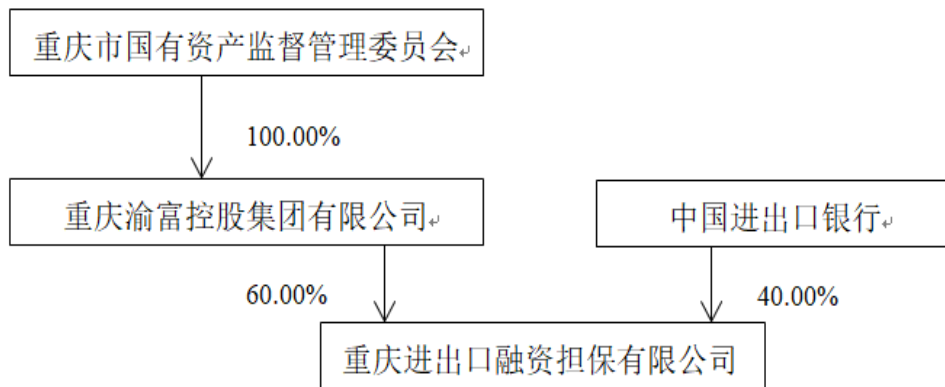 重庆市国有资产监督管理委员会
100.00%
重庆渝富控股集团有限公司
中国进出口银行
60.00%
40.00%
重庆进出口融资担保有限公司